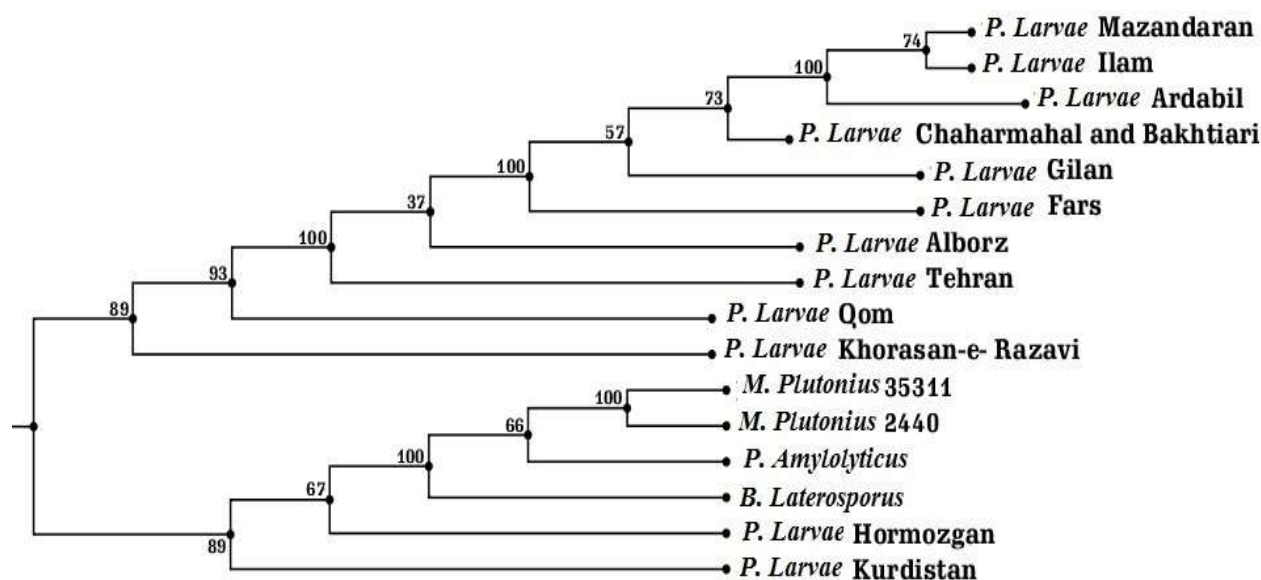 74 P. Larvae Mazandaran
100 P. Larvae Ilam
73 P. Larvae Ardabil
57 P. Larvae Chaharmahal and Bakhtiari
100 P. Larvae Gilan
37 P. Larvae Fars
100 P. Larvae Alborz
93 P. Larvae Tehran
89 P. Larvae Qom
P. Larvae Khorasan-e- Razavi
100 M. Plutonius 35311
66 M. Plutonius 2440
100 P. Amylolyticus
67 B. Laterosporus
P. Larvae Hormozgan
89 P. Larvae Kurdistan